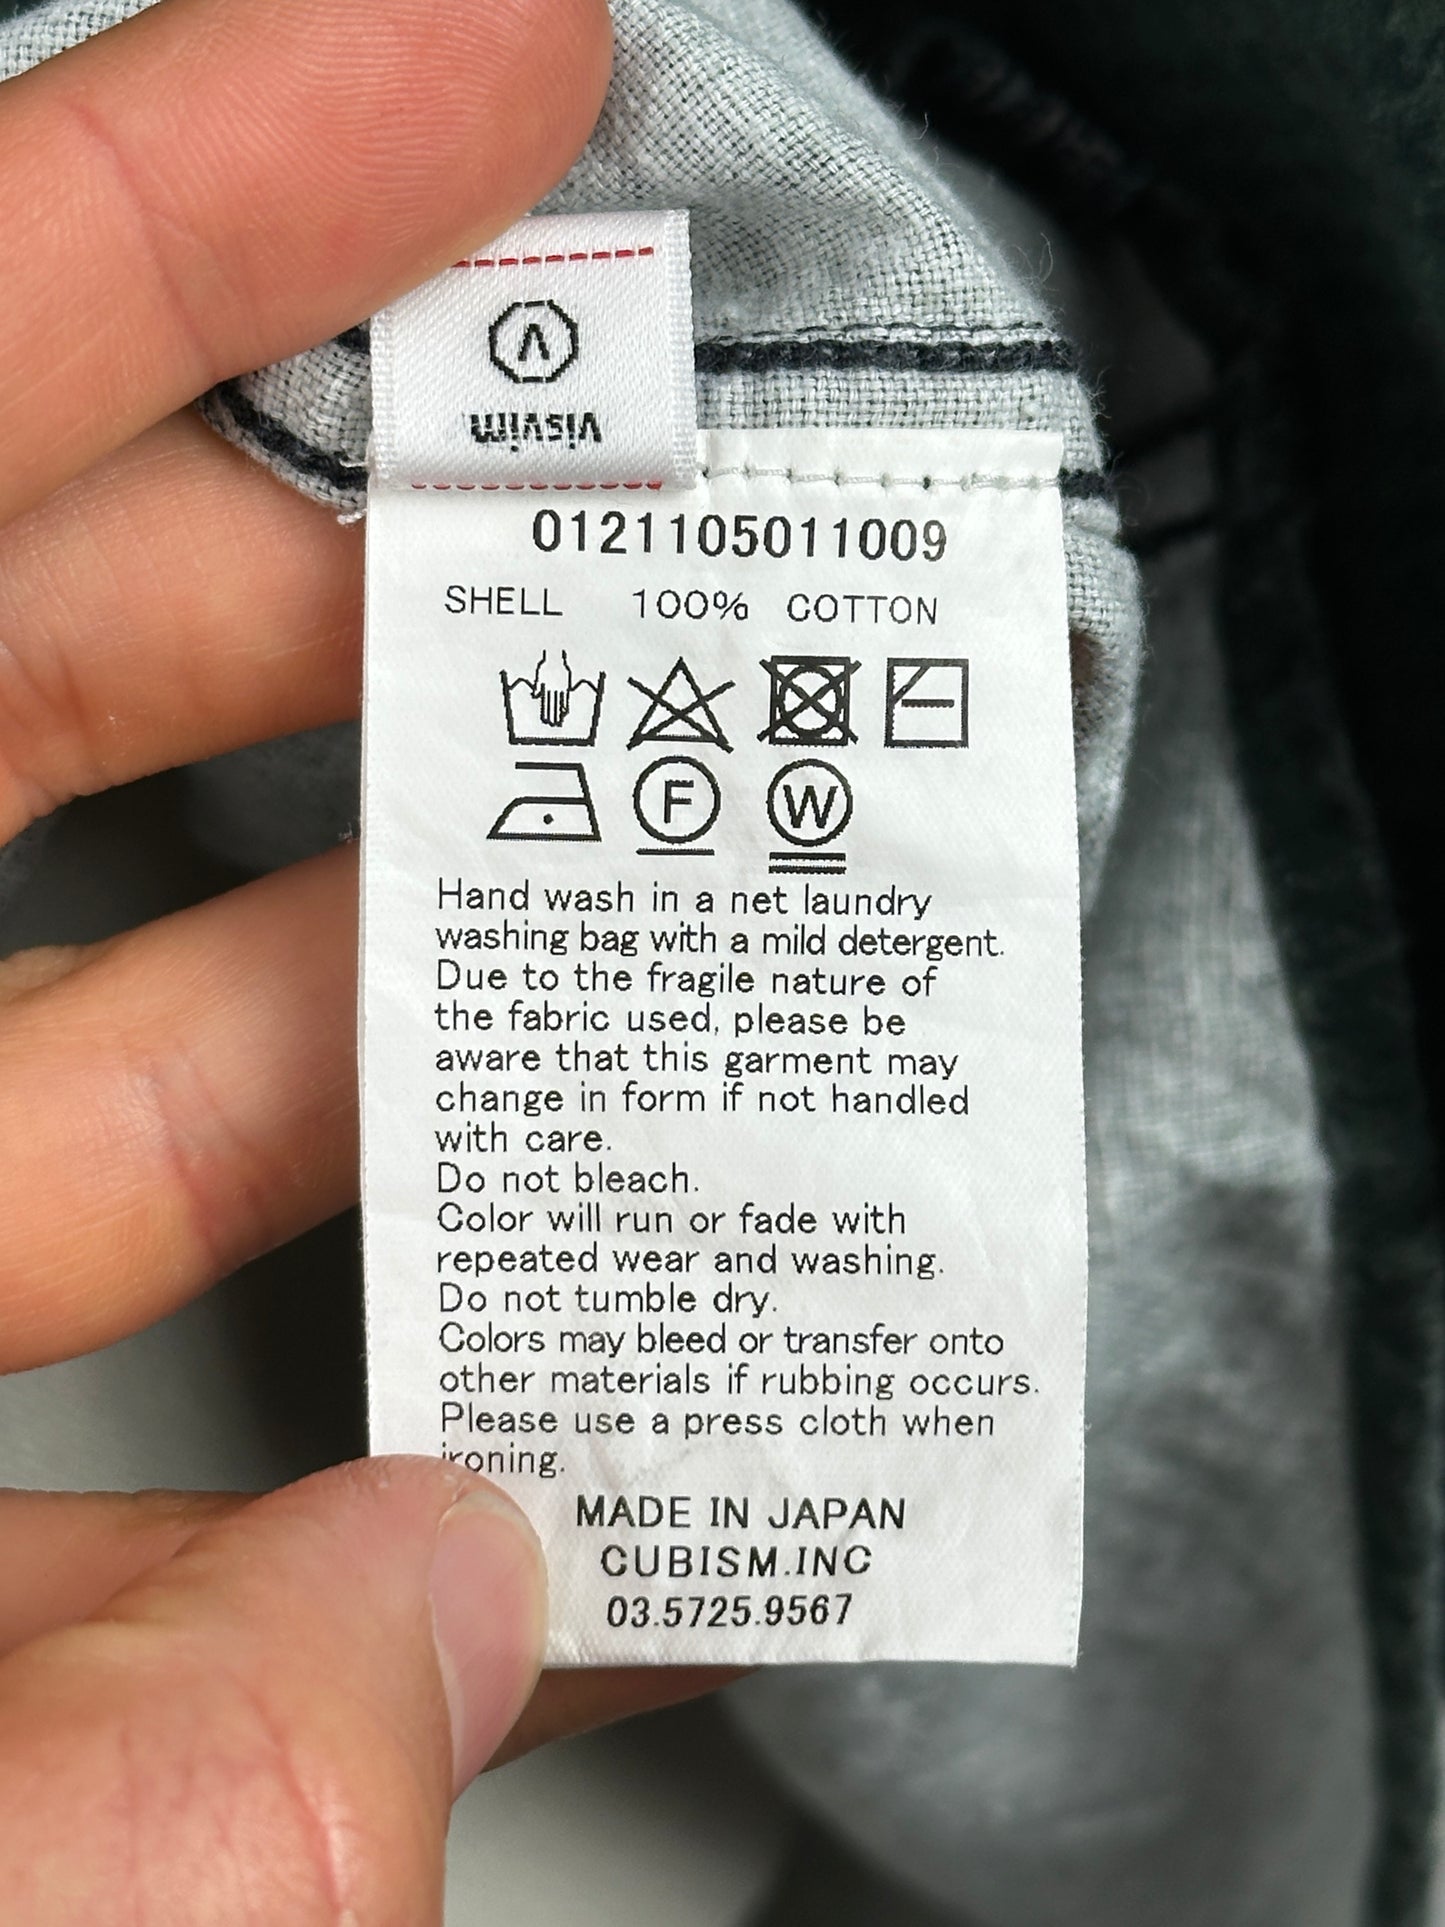 visvim
0121105011009
SHELL 100% COTTON
F W
Hand wash in a net laundry
washing bag with a mild detergent.
Due to the fragile nature of
the fabric used, please be
aware that this garment may
change in form if not handled
with care.
Do not bleach.
Color will run or fade with
repeated wear and washing.
Do not tumble dry.
Colors may bleed or transfer onto
other materials if rubbing occurs.
Please use a press cloth when
ironing.
MADE IN JAPAN
CUBISM.INC
03.5725.9567